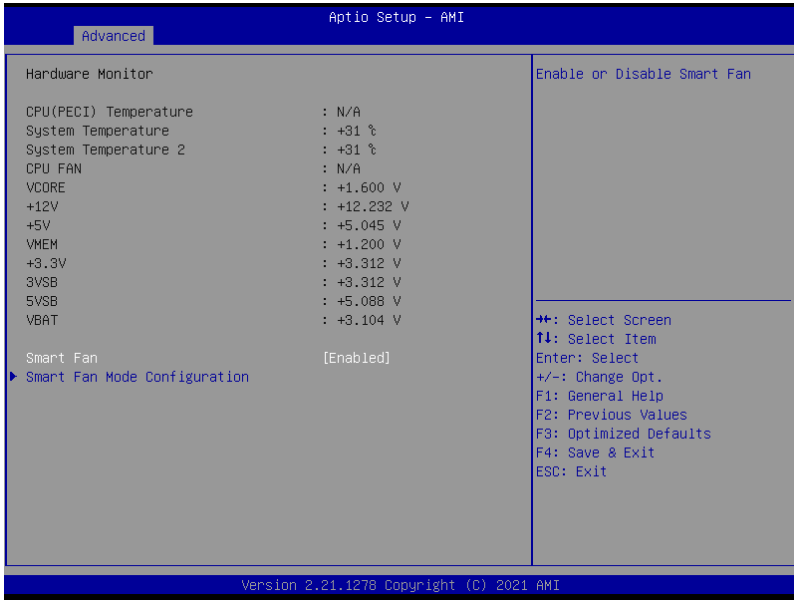 Aptio Setup – AMI
Advanced
Hardware Monitor
CPU(PECI) Temperature : N/A
System Temperature : +31 ℃
System Temperature 2 : +31 ℃
CPU FAN : N/A
VCORE : +1.600 V
+12V : +12.232 V
+5V : +5.045 V
VMEM : +1.200 V
+3.3V : +3.312 V
3VSB : +3.312 V
5VSB : +5.088 V
VBAT : +3.104 V
Smart Fan [Enabled]
Smart Fan Mode Configuration
Enable or Disable Smart Fan
→←: Select Screen
↑↓: Select Item
Enter: Select
+/-: Change Opt.
F1: General Help
F2: Previous Values
F3: Optimized Defaults
F4: Save & Exit
ESC: Exit
Version 2.21.1278 Copyright (C) 2021 AMI